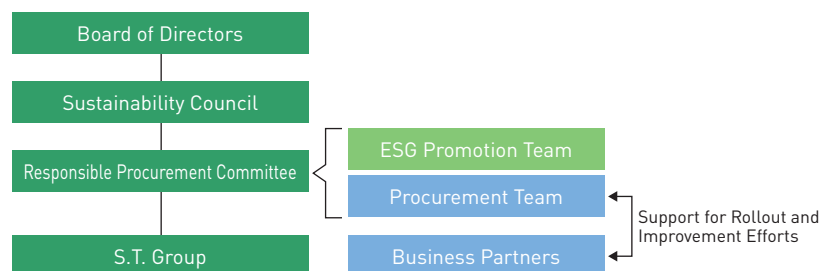 Board of Directors
Sustainability Council
Responsible Procurement Committee
ESG Promotion Team
Procurement Team
Support for Rollout and
Improvement Efforts
S.T. Group
Business Partners